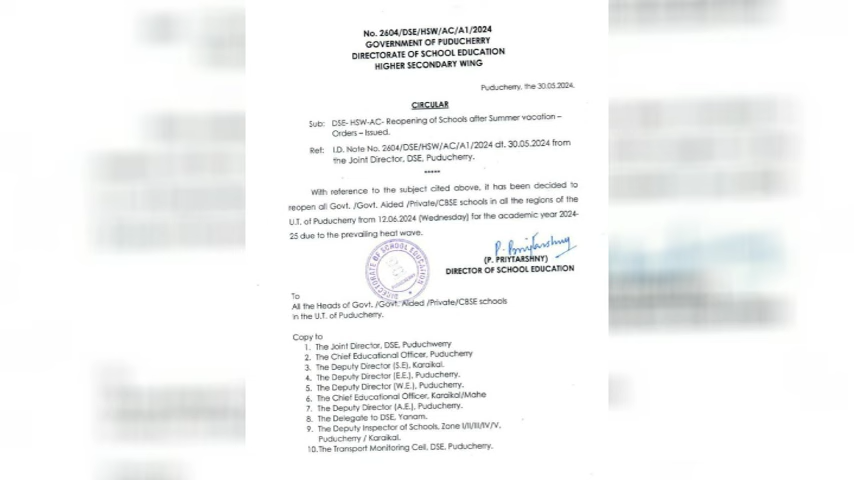 No. 2604/DSE/HSW/AC/A1/2024
GOVERNMENT OF PUDUCHERRY
DIRECTORATE OF SCHOOL EDUCATION
HIGHER SECONDARY WING
Puducherry, the 30.05.2024.
CIRCULAR
Sub: DSE- HSW-AC- Reopening of Schools after Summer vacation –
Orders – Issued.
Ref: I.D. Note No. 2604/DSE/HSW/AC/A1/2024 dt. 30.05.2024 from
the Joint Director, DSE, Puducherry.
*****
With reference to the subject cited above, it has been decided to
reopen all Govt. /Govt. Aided /Private/CBSE schools in all the regions of the
U.T. of Puducherry from 12.06.2024 (Wednesday) for the academic year 2024-
25 due to the prevailing heat wave.
P. Priytarshny
(P. PRIYTARSHNY)
DIRECTOR OF SCHOOL EDUCATION
DIRECTORATE OF SCHOOL EDUCATION
To
All the Heads of Govt. /Govt. Aided /Private/CBSE schools
in the U.T. of Puducherry.
Copy to
1. The Joint Director, DSE, Puduchwerry
2. The Chief Educational Officer, Puducherry
3. The Deputy Director (S.E), Karaikal.
4. The Deputy Director (E.E.), Puducherry.
5. The Deputy Director (W.E.), Puducherry.
6. The Chief Educational Officer, Karaikal/Mahe
7. The Deputy Director (A.E.), Puducherry.
8. The Delegate to DSE, Yanam.
9. The Deputy Inspector of Schools, Zone I/II/III/IV/V,
Puducherry / Karaikal.
10.The Transport Monitoring Cell, DSE, Puducherry.